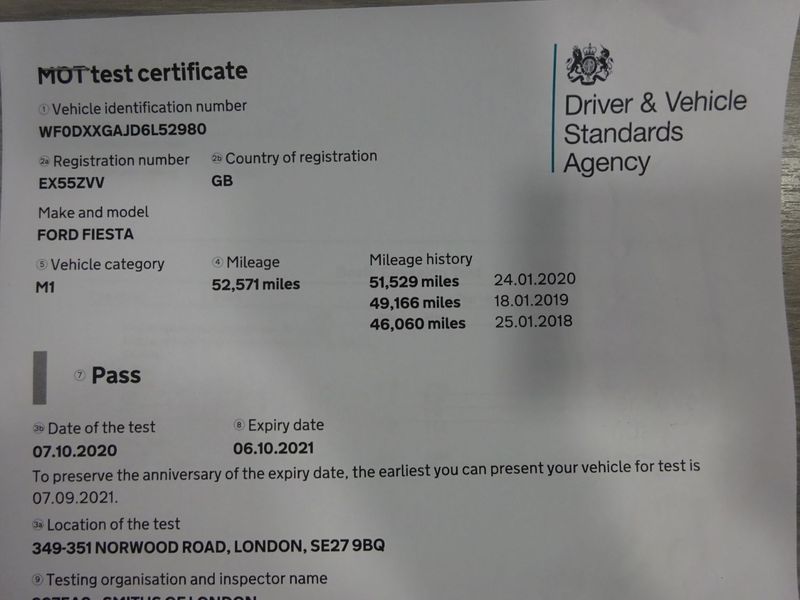 MOT test certificate
Driver & Vehicle
Standards
Agency
1 Vehicle identification number
WF0DXXGAJD6L52980
2a Registration number 2b Country of registration
EX55ZVV GB
Make and model
FORD FIESTA
5 Vehicle category 4 Mileage Mileage history
M1 52,571 miles 51,529 miles 24.01.2020
49,166 miles 18.01.2019
46,060 miles 25.01.2018
7 Pass
3b Date of the test 8 Expiry date
07.10.2020 06.10.2021
To preserve the anniversary of the expiry date, the earliest you can present your vehicle for test is
07.09.2021.
3a Location of the test
349-351 NORWOOD ROAD, LONDON, SE27 9BQ
9 Testing organisation and inspector name
SMITHS OF LONDON